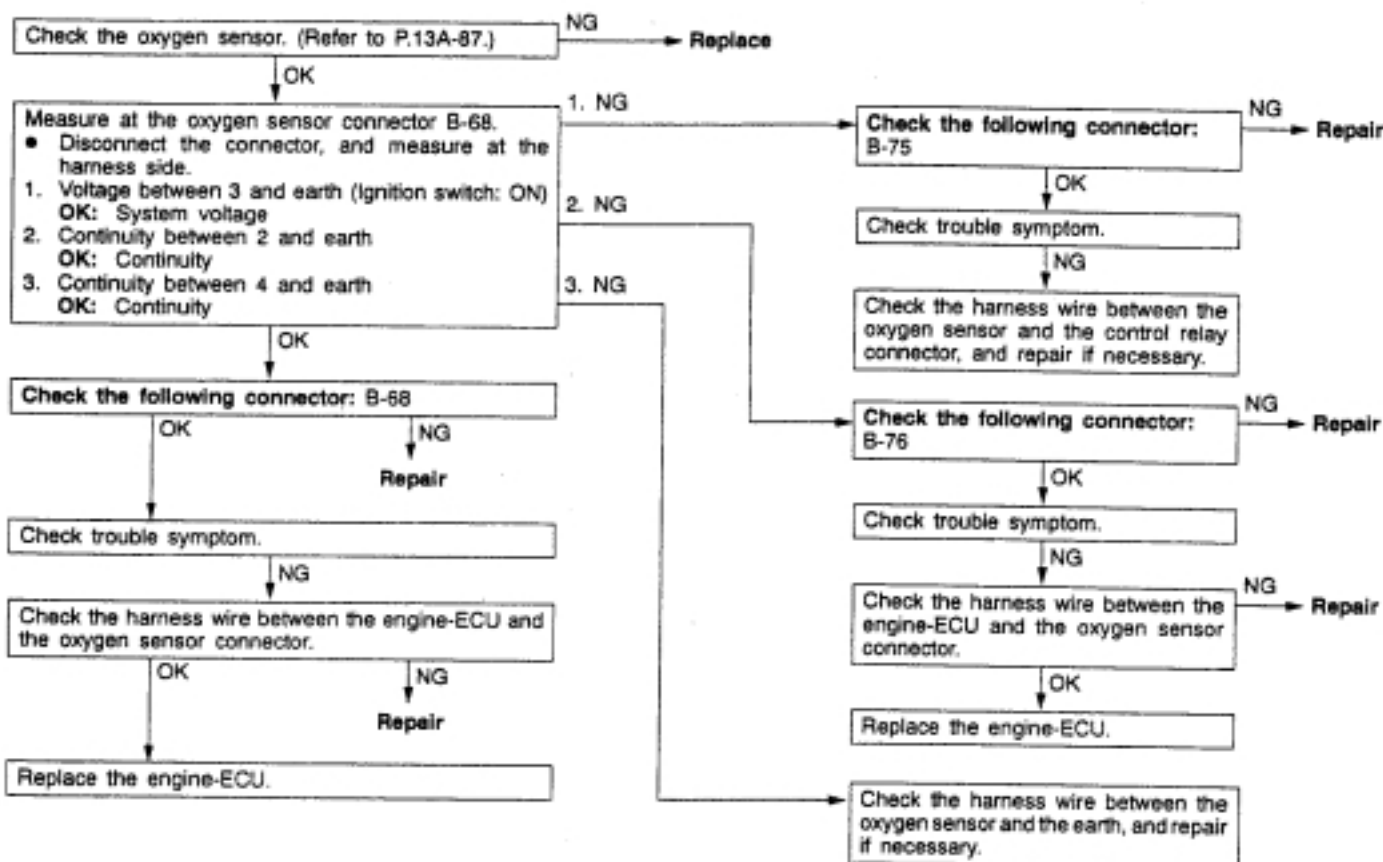 Check the oxygen sensor. (Refer to P.13A-87.)
NG
Replace
OK
Measure at the oxygen sensor connector B-68.
● Disconnect the connector, and measure at the
harness side.
1. Voltage between 3 and earth (Ignition switch: ON)
OK: System voltage
2. Continuity between 2 and earth
OK: Continuity
3. Continuity between 4 and earth
OK: Continuity
1. NG
2. NG
3. NG
OK
Check the following connector: B-68
OK
NG
Repair
Check trouble symptom.
NG
Check the harness wire between the engine-ECU and
the oxygen sensor connector.
OK
NG
Repair
Replace the engine-ECU.
Check the following connector:
B-75
NG
Repair
OK
Check trouble symptom.
NG
Check the harness wire between the
oxygen sensor and the control relay
connector, and repair if necessary.
Check the following connector:
B-76
NG
Repair
OK
Check trouble symptom.
NG
Check the harness wire between the
engine-ECU and the oxygen sensor
connector.
NG
Repair
OK
Replace the engine-ECU.
Check the harness wire between the
oxygen sensor and the earth, and repair
if necessary.